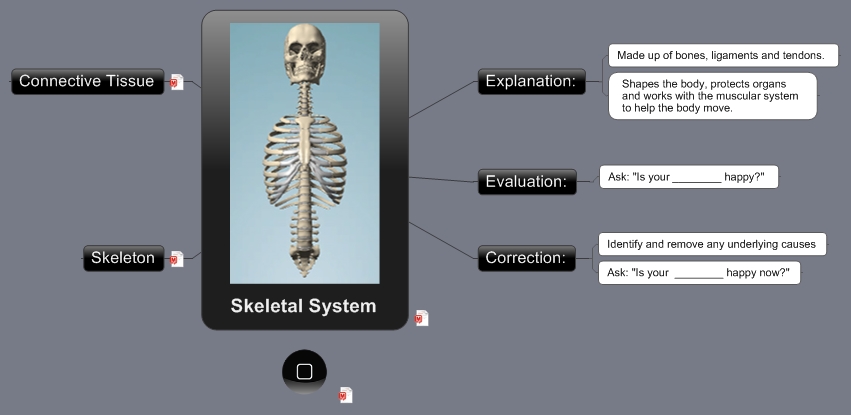 Connective Tissue
Skeleton
Skeletal System
Explanation:
Made up of bones, ligaments and tendons.
Shapes the body, protects organs
and works with the muscular system
to help the body move.
Evaluation:
Ask: "Is your ________ happy?"
Correction:
Identify and remove any underlying causes
Ask: "Is your ________ happy now?"